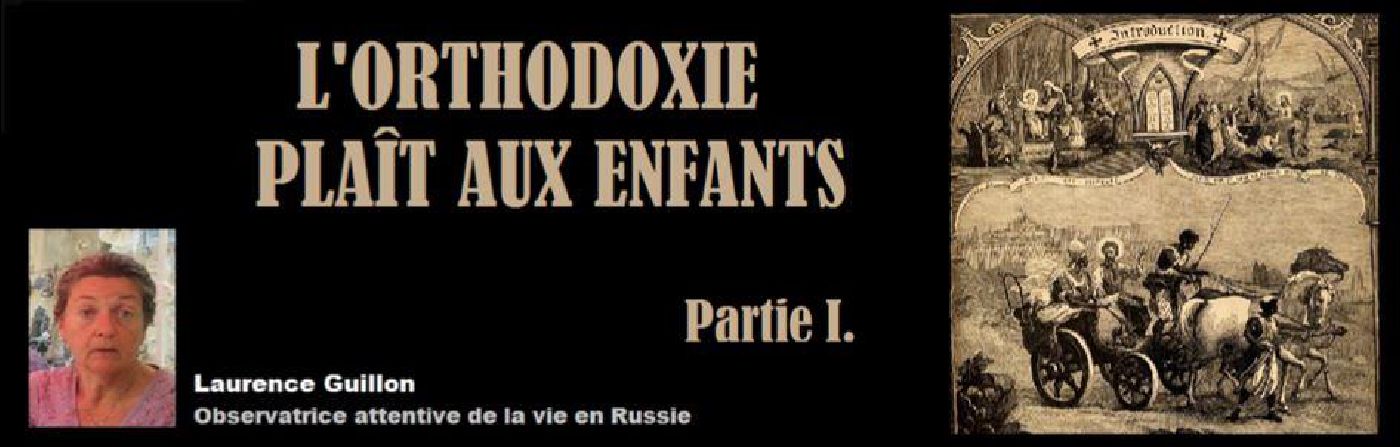 L'ORTHODOXIE
PLAÎT AUX ENFANTS
Partie I.
Laurence Guillon
Observatrice attentive de la vie en Russie
Introduction